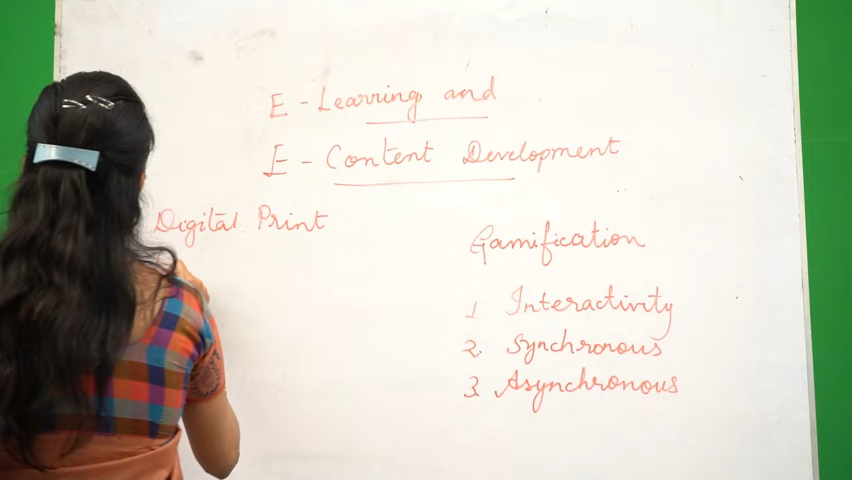 E - Learning and
E - Content Development
Digital Print
Gamification
1 Interactivity
2. Synchronous
3. Asynchronous